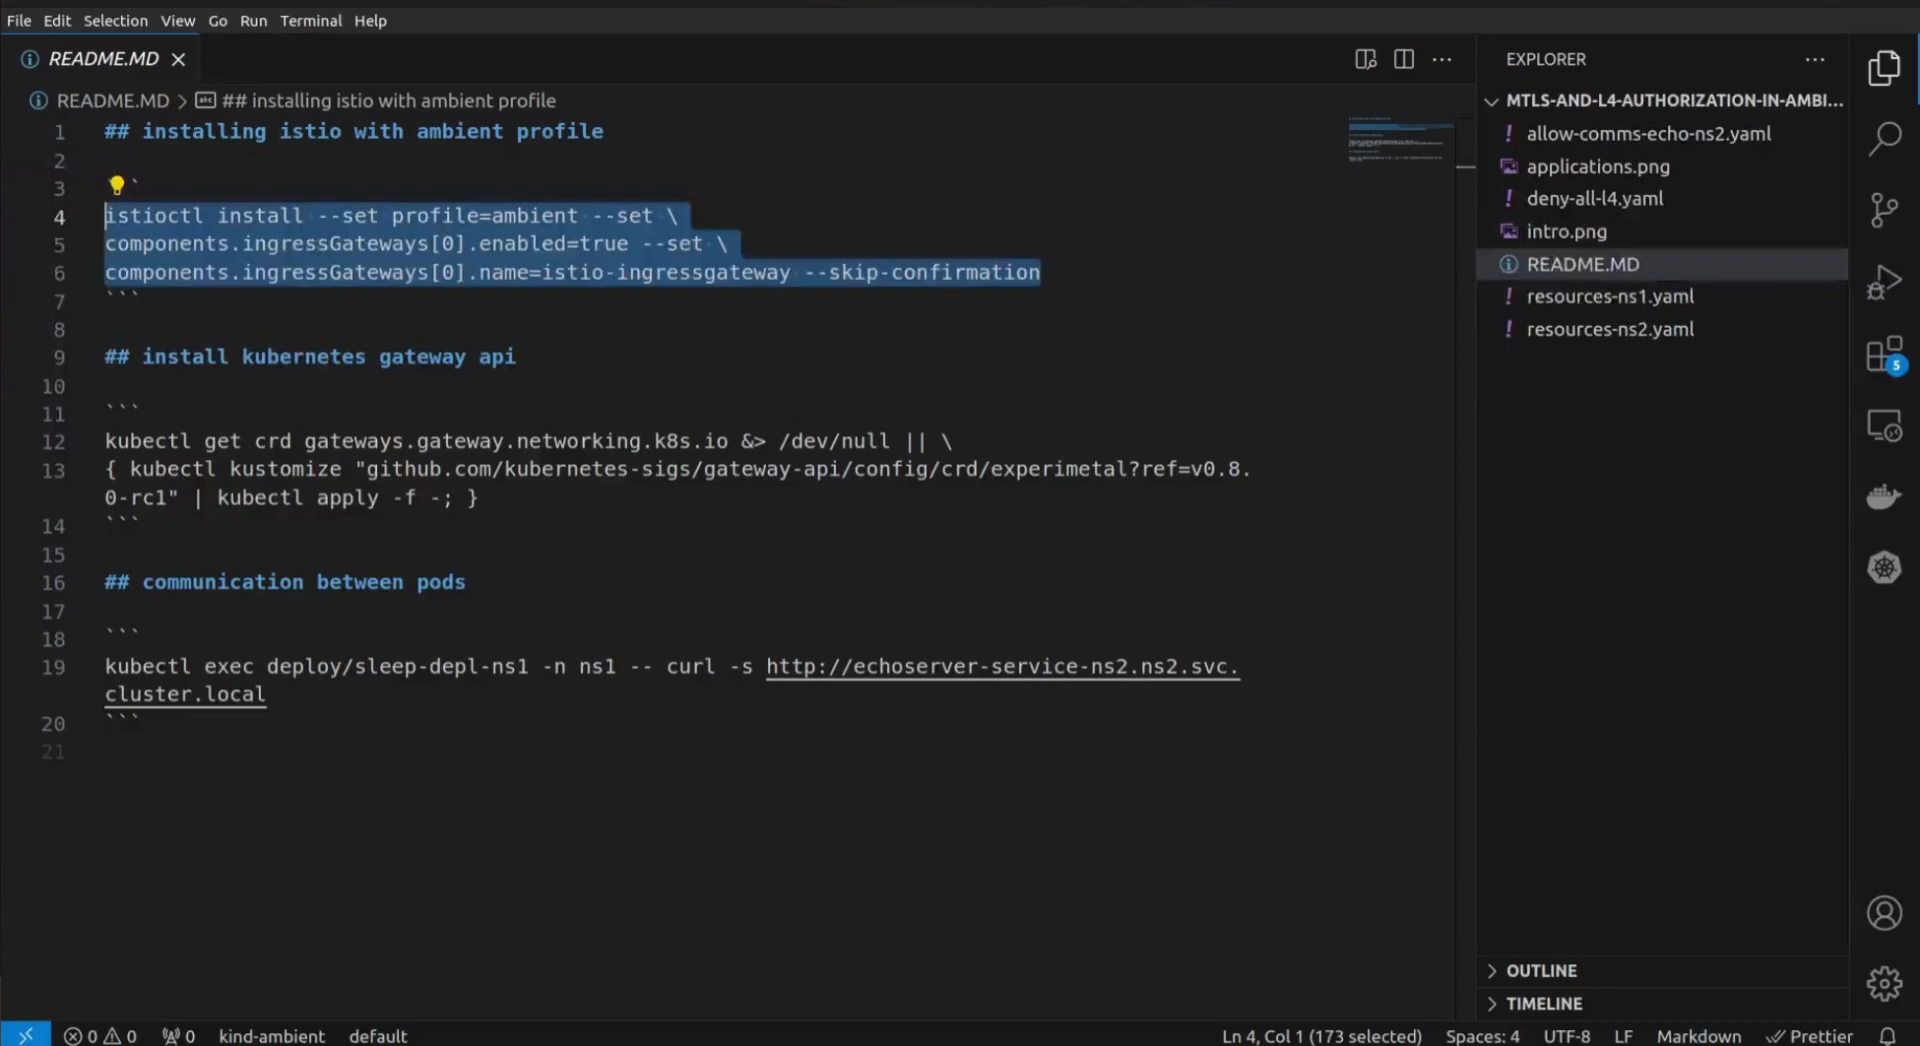 File Edit Selection View Go Run Terminal Help
README.MD
README.MD > ## installing istio with ambient profile
1 ## installing istio with ambient profile
2
3 `
4 istioctl install --set profile=ambient --set \
5 components.ingressGateways[0].enabled=true --set \
6 components.ingressGateways[0].name=istio-ingressgateway --skip-confirmation
7 ```
8
9 ## install kubernetes gateway api
10
11 ```
12 kubectl get crd gateways.gateway.networking.k8s.io &> /dev/null || \
13 { kubectl kustomize "github.com/kubernetes-sigs/gateway-api/config/crd/experimetal?ref=v0.8.
0-rc1" | kubectl apply -f -; }
14 ```
15
16 ## communication between pods
17
18 ```
19 kubectl exec deploy/sleep-depl-ns1 -n ns1 -- curl -s http://echoserver-service-ns2.ns2.svc.
cluster.local
20 ```
21
EXPLORER
MTLS-AND-L4-AUTHORIZATION-IN-AMBI...
! allow-comms-echo-ns2.yaml
applications.png
! deny-all-l4.yaml
intro.png
README.MD
! resources-ns1.yaml
! resources-ns2.yaml
5
OUTLINE
TIMELINE
0 0 0 kind-ambient default Ln 4, Col 1 (173 selected) Spaces: 4 UTF-8 LF Markdown Prettier